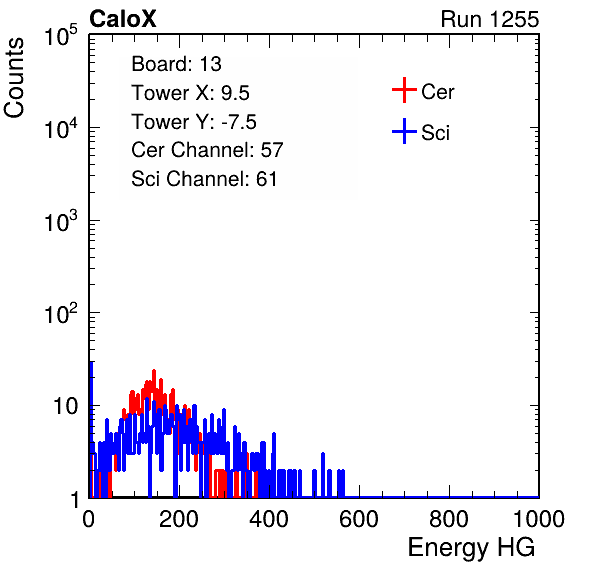 CaloX Run 1255
Counts
10^5
10^4
10^3
10^2
10
1
Board: 13
Tower X: 9.5
Tower Y: -7.5
Cer Channel: 57
Sci Channel: 61
Cer
Sci
0 200 400 600 800 1000
Energy HG